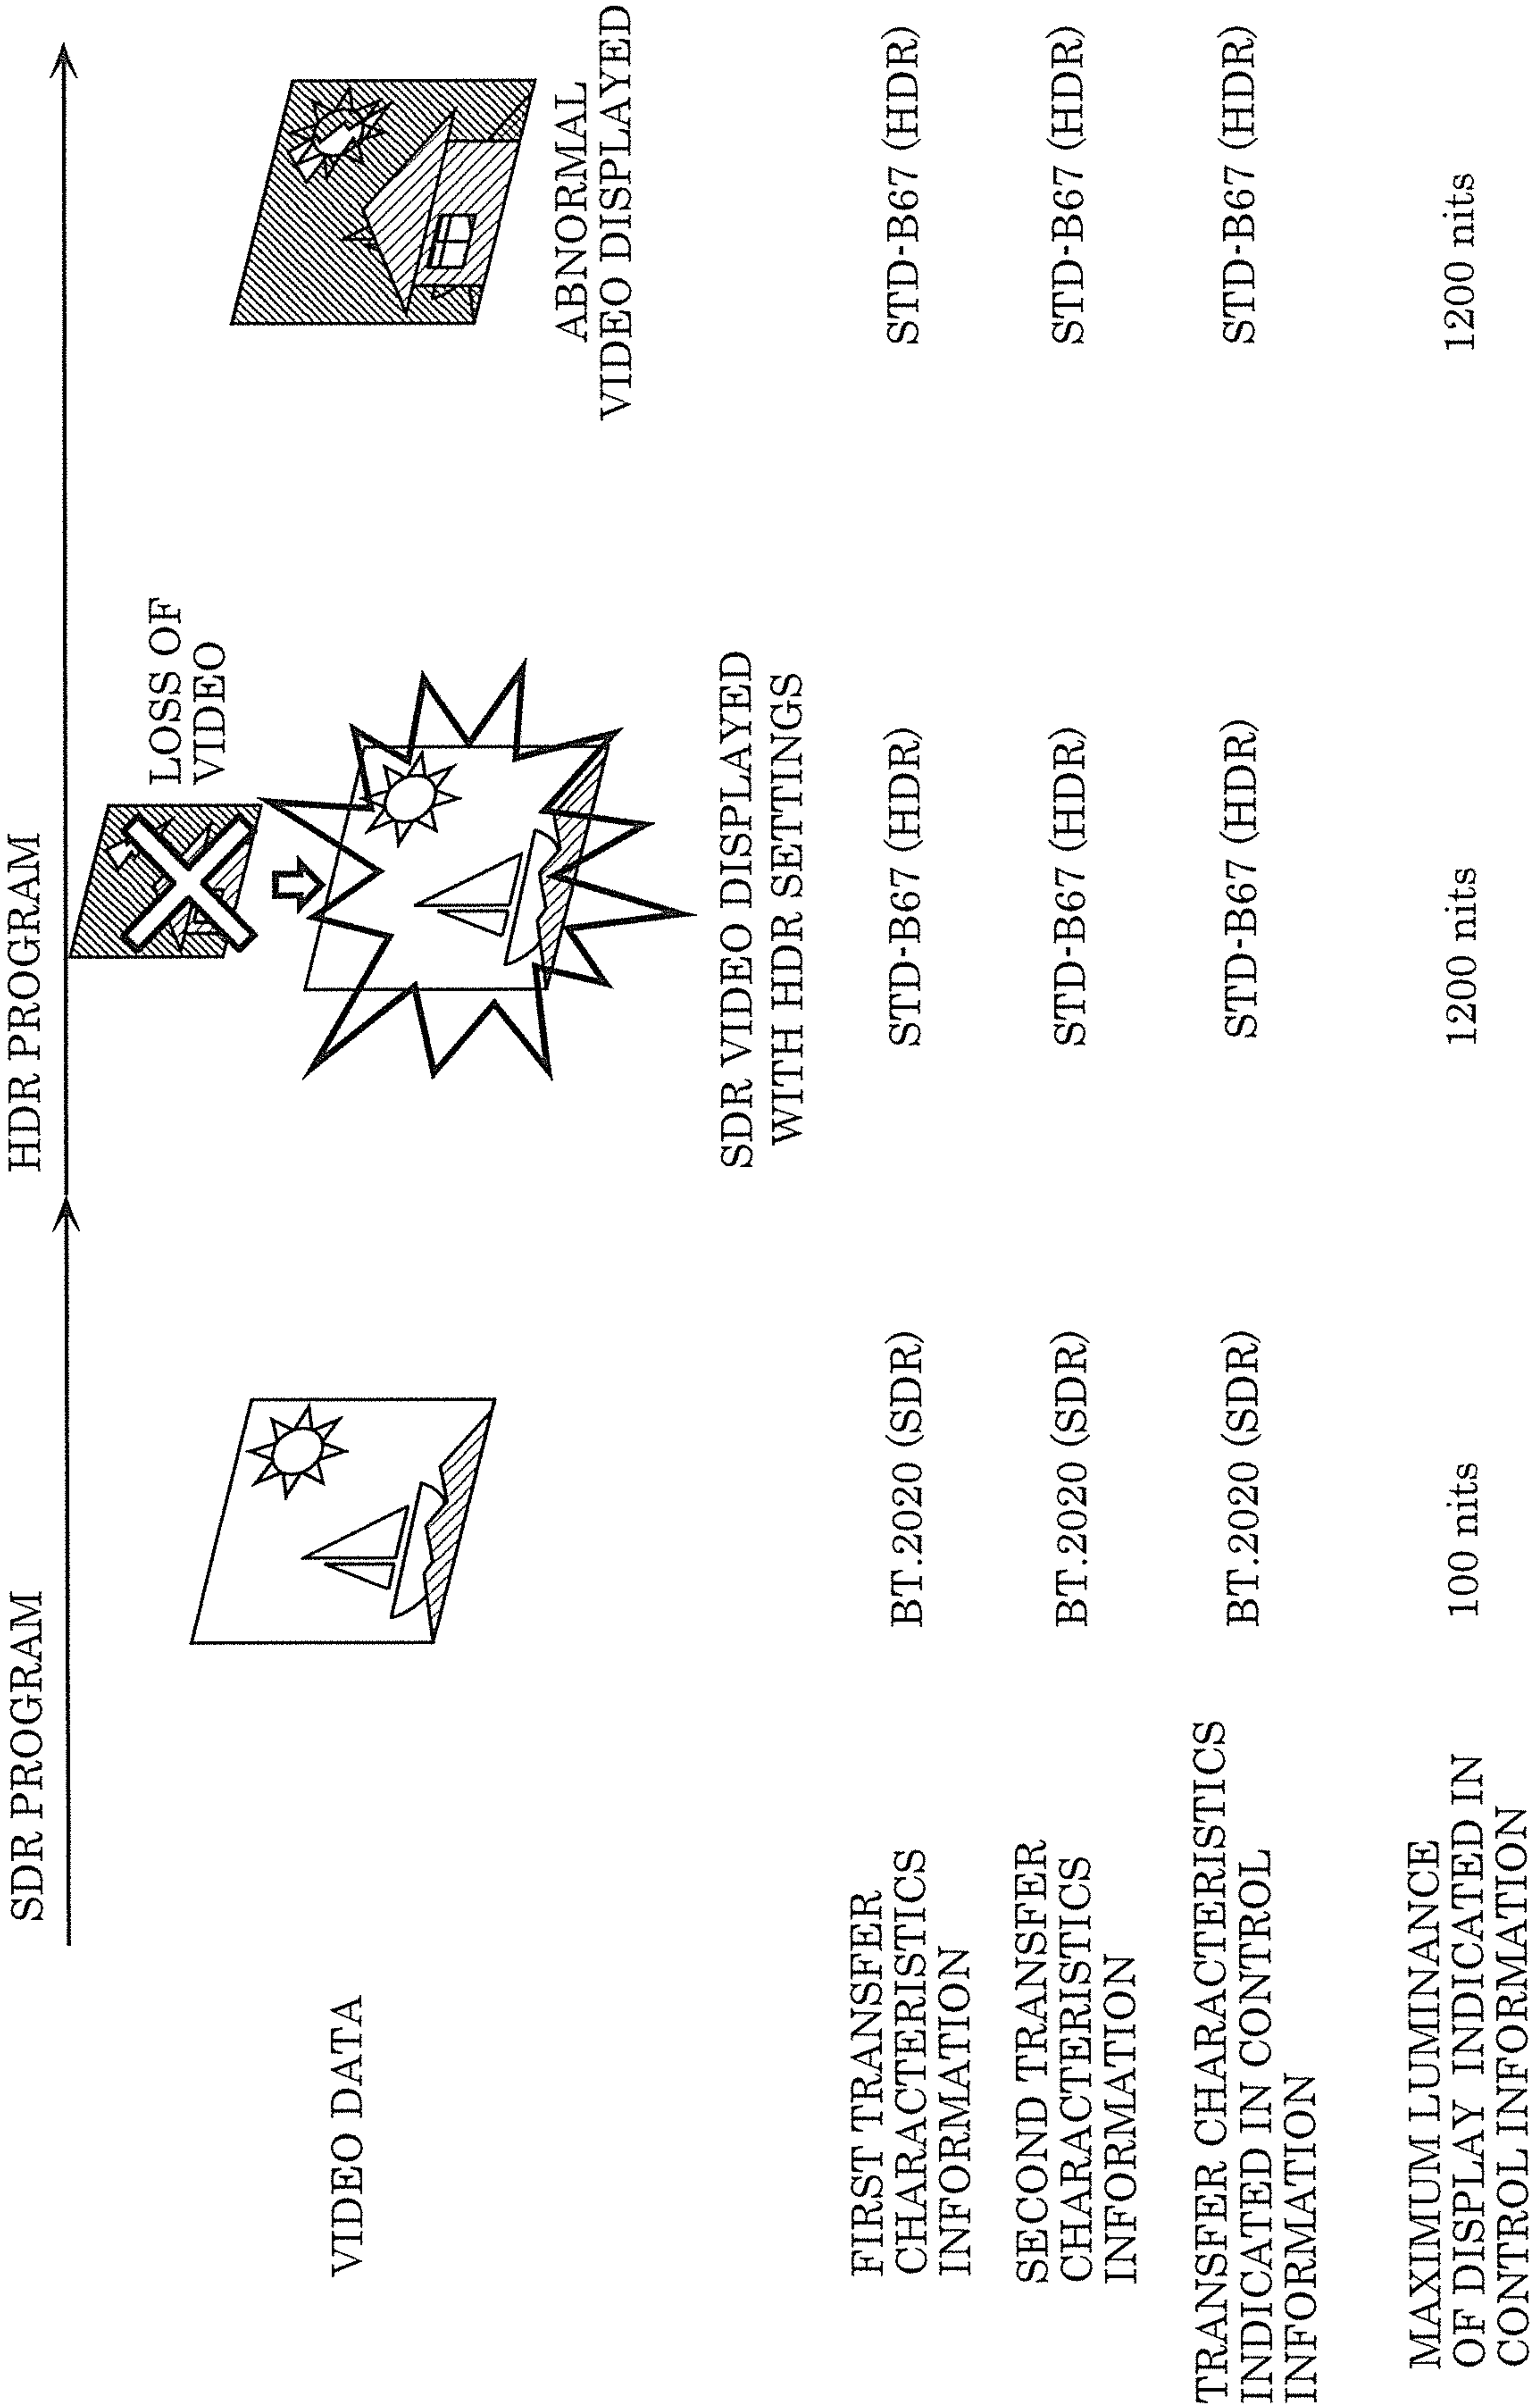 SDR PROGRAM
HDR PROGRAM
VIDEO DATA
LOSS OF
VIDEO
SDR VIDEO DISPLAYED
WITH HDR SETTINGS
ABNORMAL
VIDEO DISPLAYED
FIRST TRANSFER
CHARACTERISTICS
INFORMATION
BT.2020 (SDR)
STD-B67 (HDR)
STD-B67 (HDR)
SECOND TRANSFER
CHARACTERISTICS
INFORMATION
BT.2020 (SDR)
STD-B67 (HDR)
STD-B67 (HDR)
TRANSFER CHARACTERISTICS
INDICATED IN CONTROL
INFORMATION
BT.2020 (SDR)
STD-B67 (HDR)
STD-B67 (HDR)
MAXIMUM LUMINANCE
OF DISPLAY INDICATED IN
CONTROL INFORMATION
100 nits
1200 nits
1200 nits